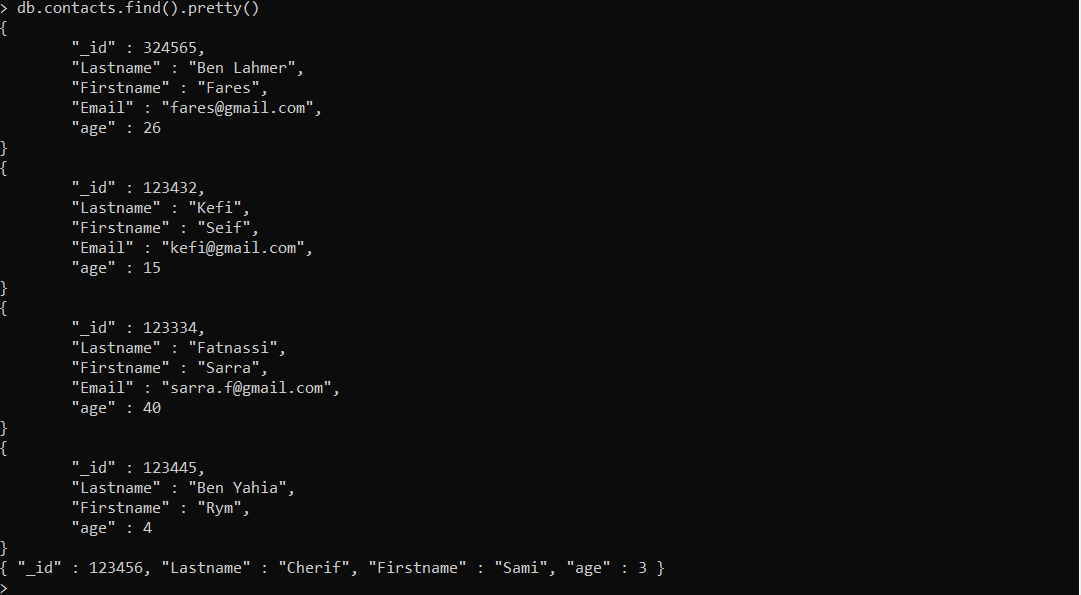 > db.contacts.find().pretty()
{
        "_id" : 324565,
        "Lastname" : "Ben Lahmer",
        "Firstname" : "Fares",
        "Email" : "fares@gmail.com",
        "age" : 26
}
{
        "_id" : 123432,
        "Lastname" : "Kefi",
        "Firstname" : "Seif",
        "Email" : "kefi@gmail.com",
        "age" : 15
}
{
        "_id" : 123334,
        "Lastname" : "Fatnassi",
        "Firstname" : "Sarra",
        "Email" : "sarra.f@gmail.com",
        "age" : 40
}
{
        "_id" : 123445,
        "Lastname" : "Ben Yahia",
        "Firstname" : "Rym",
        "age" : 4
}
{ "_id" : 123456, "Lastname" : "Cherif", "Firstname" : "Sami", "age" : 3 }
>